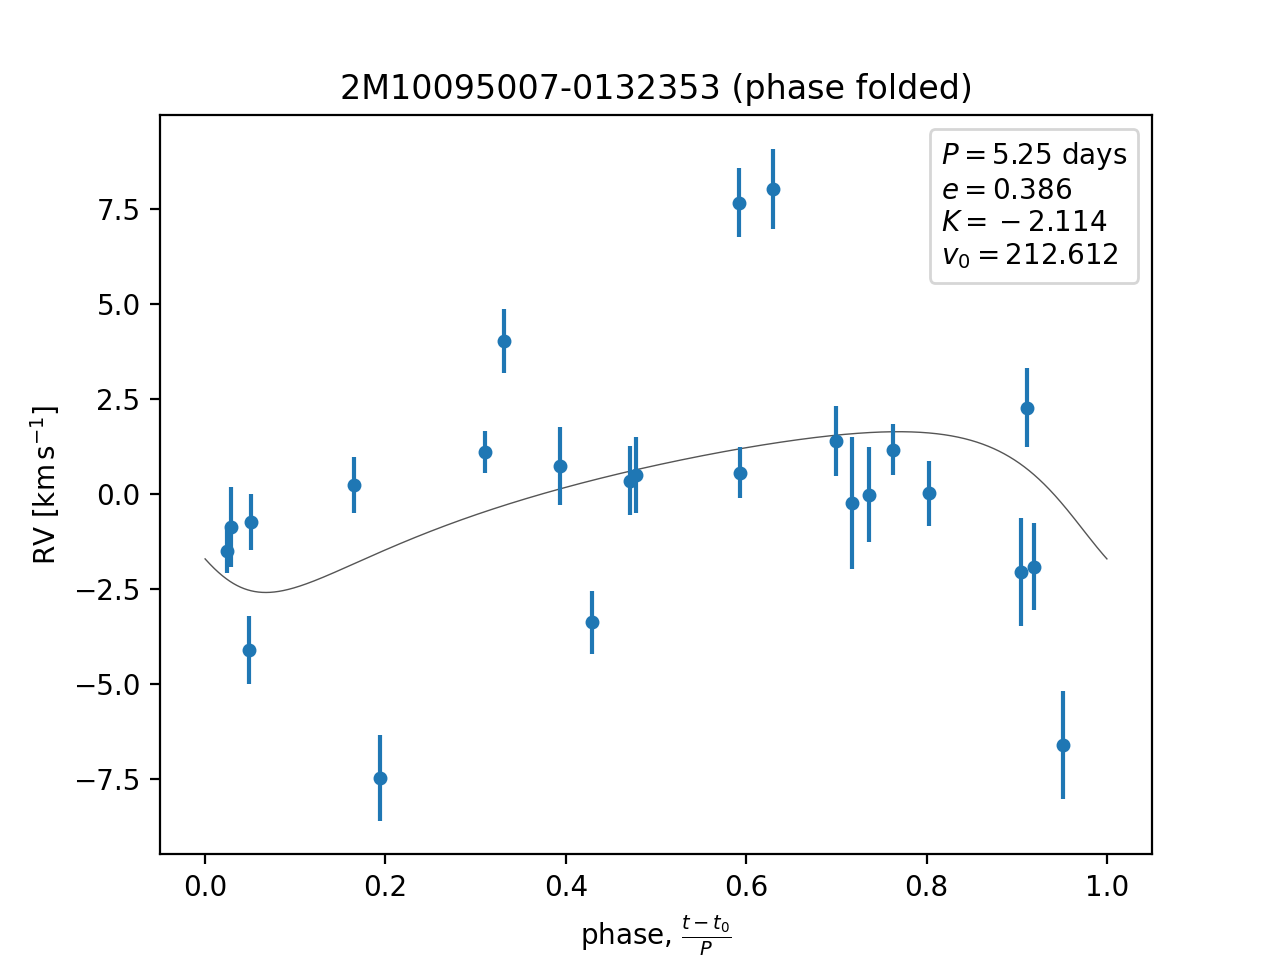 2M10095007-0132353 (phase folded)
P = 5.25 days
e = 0.386
K = −2.114
v₀ = 212.612
7.5
5.0
2.5
0.0
−2.5
−5.0
−7.5
RV [km s⁻¹]
0.0 0.2 0.4 0.6 0.8 1.0
phase, (t − t₀)/P